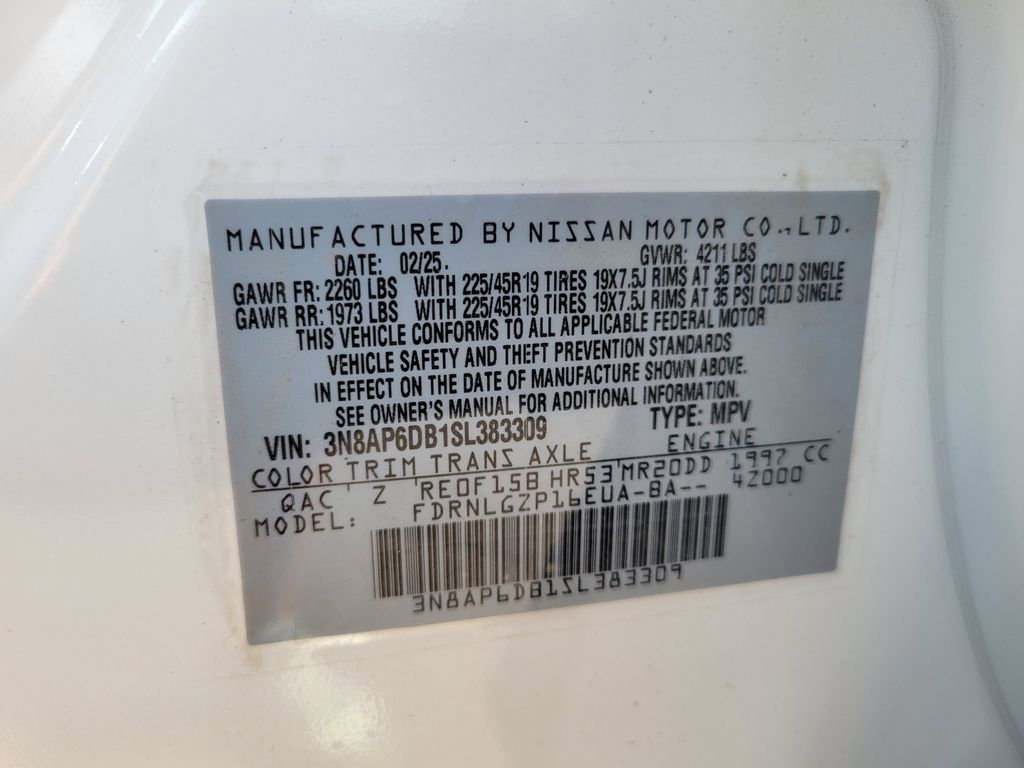 MANUFACTURED BY NISSAN MOTOR CO.,LTD.
DATE: 02/25. GVWR: 4211 LBS
GAWR FR: 2260 LBS WITH 225/45R19 TIRES 19X7.5J RIMS AT 35 PSI COLD SINGLE
GAWR RR: 1973 LBS WITH 225/45R19 TIRES 19X7.5J RIMS AT 35 PSI COLD SINGLE
THIS VEHICLE CONFORMS TO ALL APPLICABLE FEDERAL MOTOR
VEHICLE SAFETY AND THEFT PREVENTION STANDARDS
IN EFFECT ON THE DATE OF MANUFACTURE SHOWN ABOVE.
SEE OWNER'S MANUAL FOR ADDITIONAL INFORMATION.
VIN: 3N8AP6DB1SL383309 TYPE: MPV
COLOR TRIM TRANS AXLE ENGINE
QAC Z RE0F15B HR53 MR20DD 1997 CC
MODEL: FDRNLGZP16EUA-BA-- 42000
3N8AP6DB1SL383309